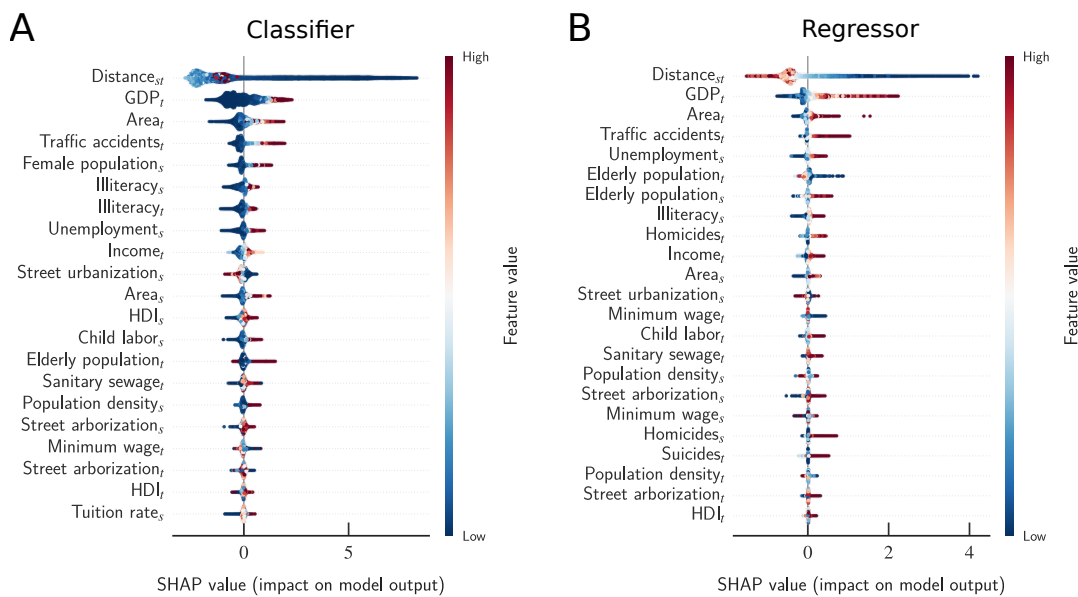 A
Classifier
High
Distance_st
GDP_t
Area_t
Traffic accidents_t
Female population_s
Illiteracy_s
Illiteracy_t
Unemployment_s
Income_t
Street urbanization_s
Area_s
HDI_s
Child labor_s
Elderly population_t
Sanitary sewage_t
Population density_s
Street arborization_s
Minimum wage_t
Street arborization_t
HDI_t
Tuition rate_s
Low
Feature value
0 5
SHAP value (impact on model output)
B
Regressor
High
Distance_st
GDP_t
Area_t
Traffic accidents_t
Unemployment_s
Elderly population_t
Elderly population_s
Illiteracy_s
Homicides_t
Income_t
Area_s
Street urbanization_s
Minimum wage_t
Child labor_t
Sanitary sewage_t
Population density_s
Street arborization_s
Minimum wage_s
Homicides_s
Suicides_t
Population density_t
Street arborization_t
HDI_t
Low
Feature value
0 2 4
SHAP value (impact on model output)